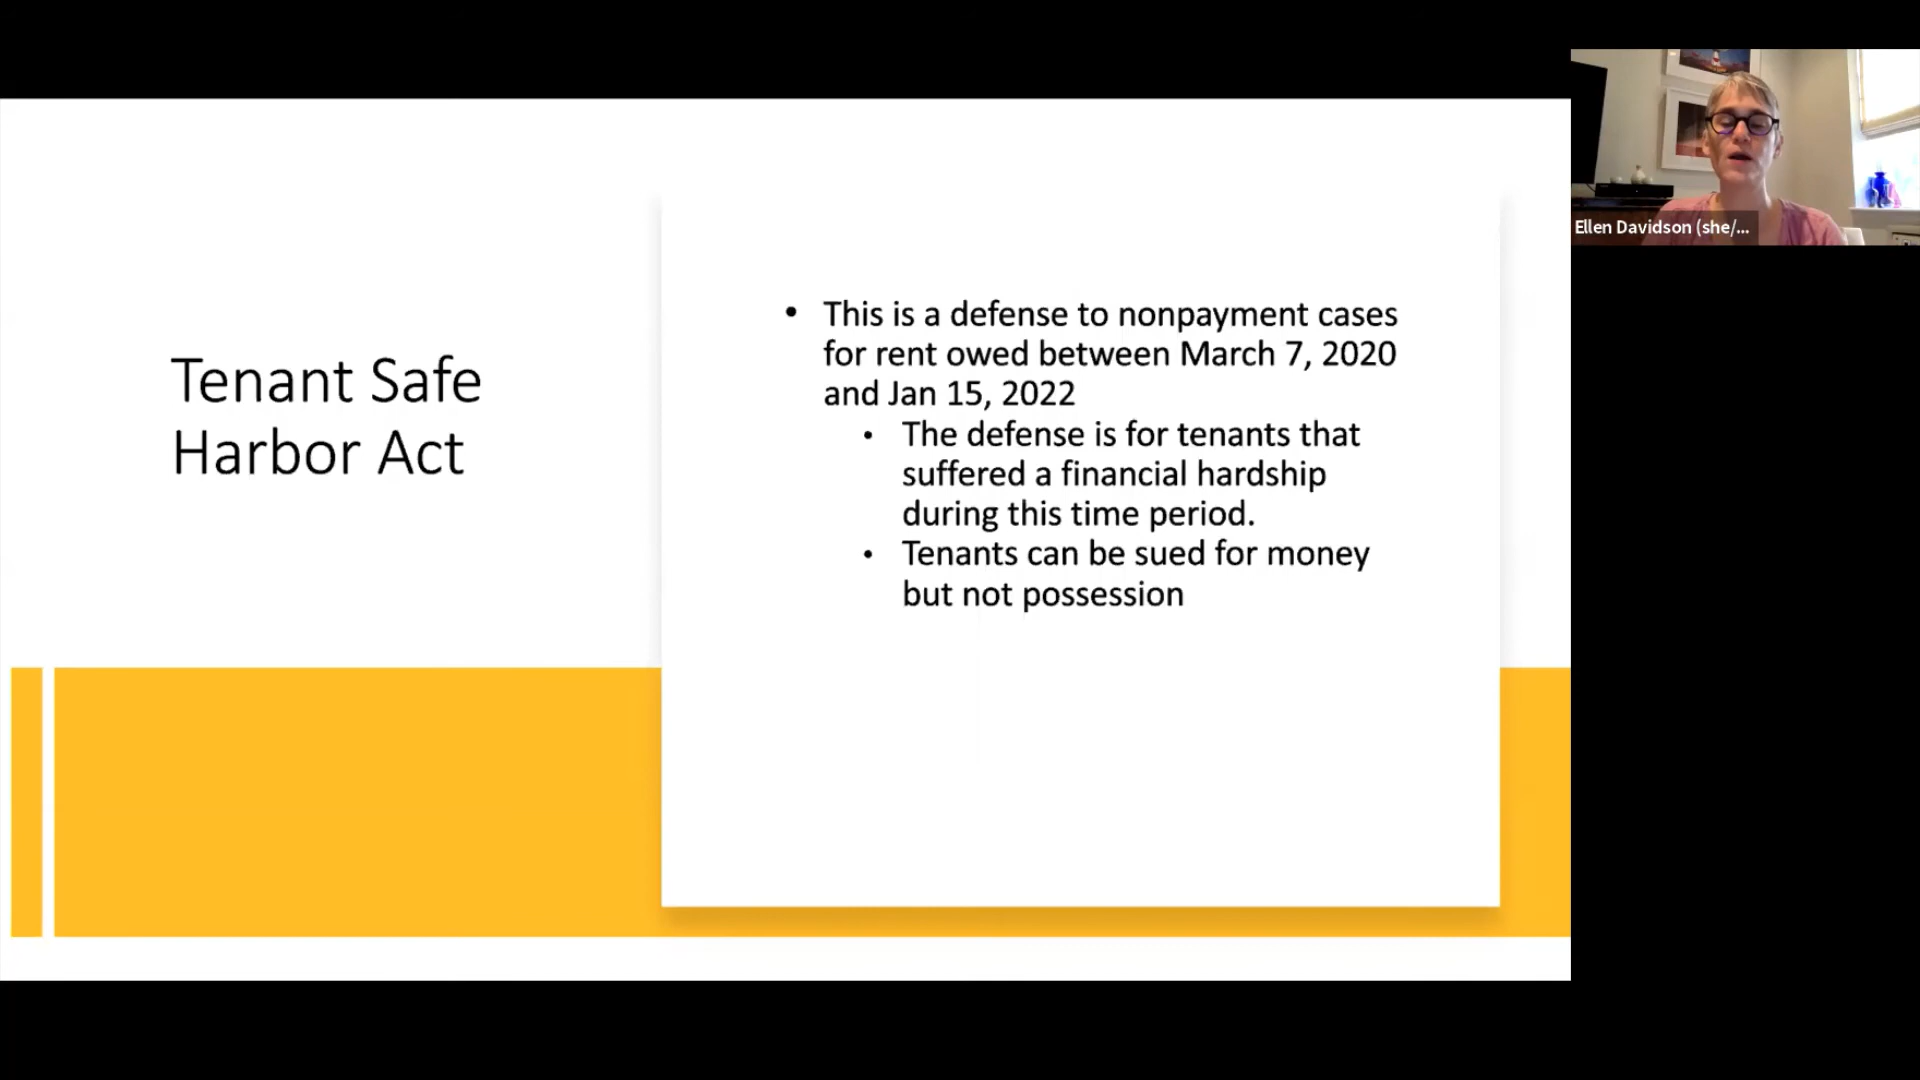 Tenant Safe
Harbor Act
• This is a defense to nonpayment cases
for rent owed between March 7, 2020
and Jan 15, 2022
• The defense is for tenants that
suffered a financial hardship
during this time period.
• Tenants can be sued for money
but not possession
Ellen Davidson (she/...